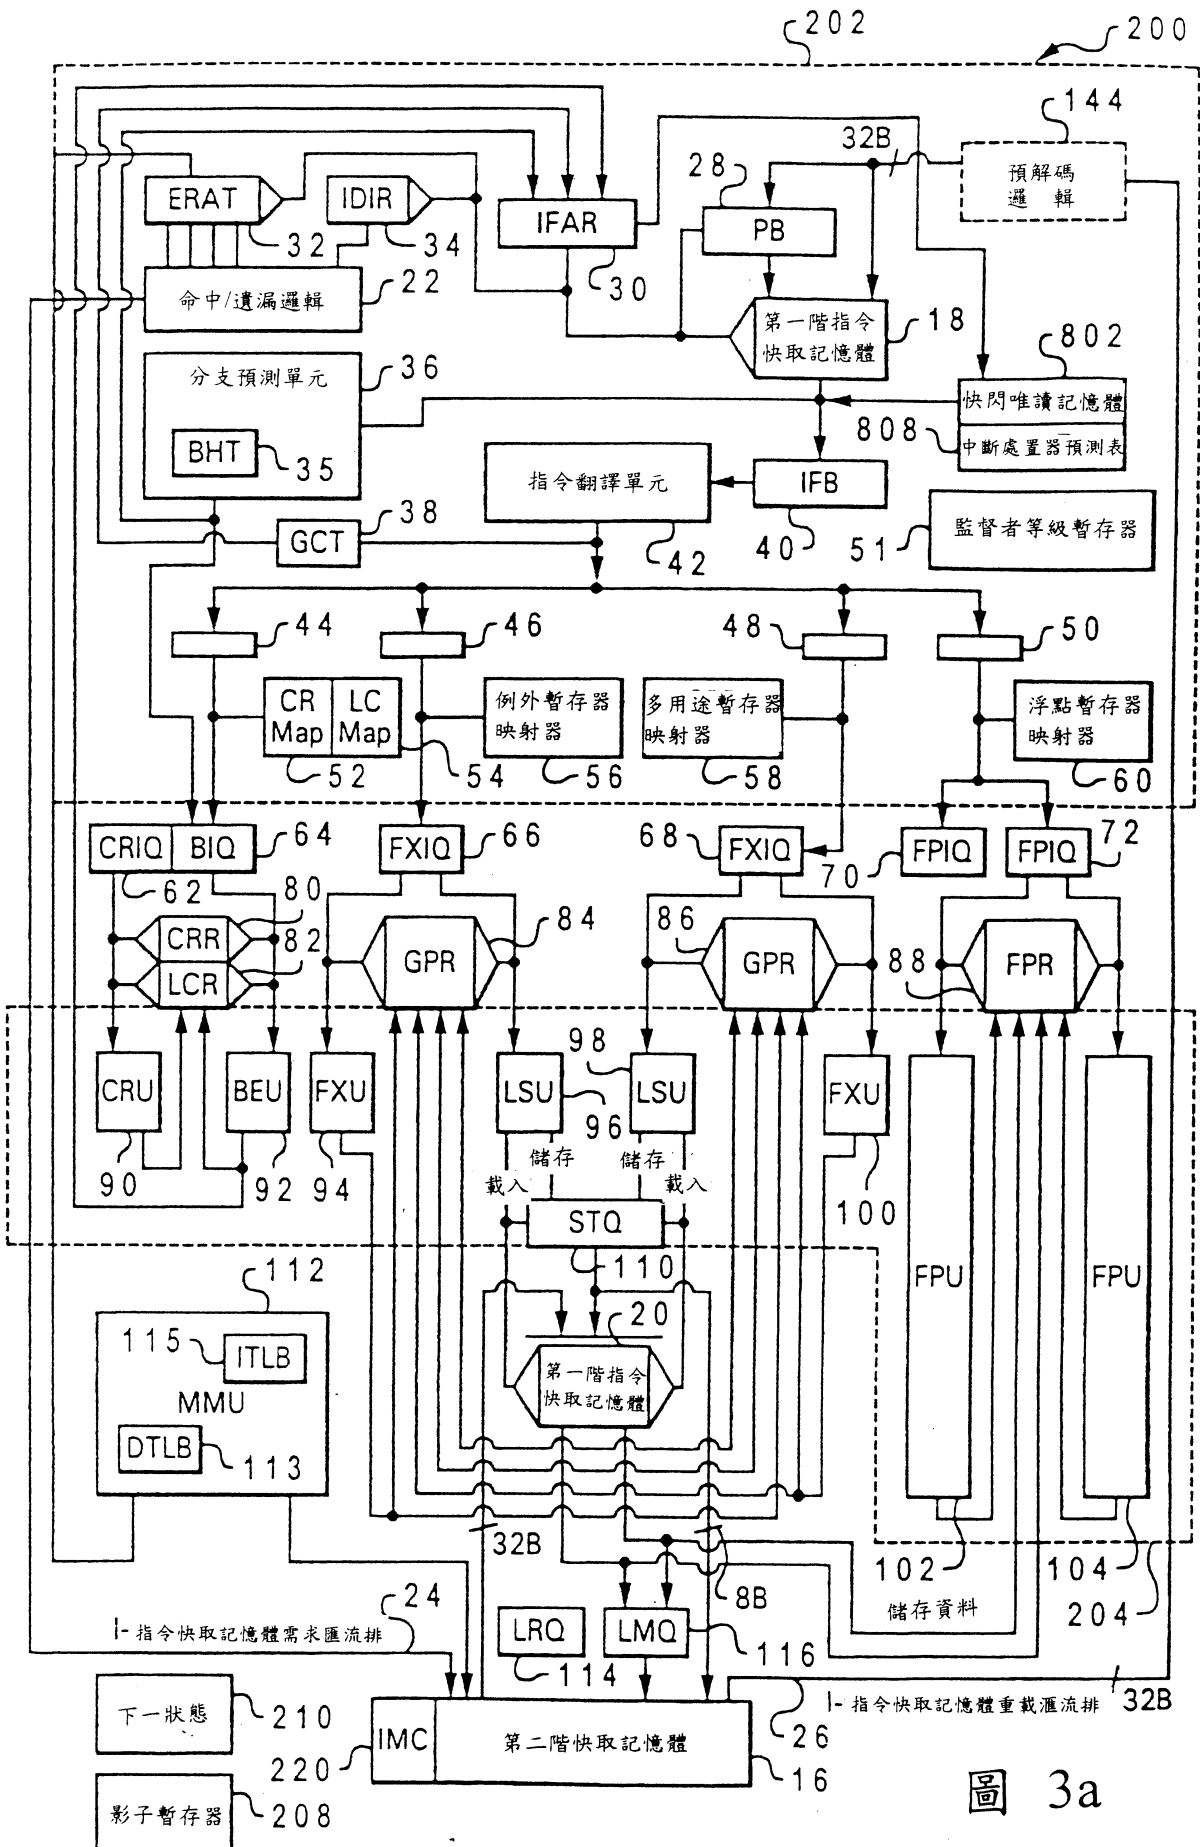 202
200
144
32B
預解碼
邏 輯
28
PB
ERAT
32
IDIR
34
IFAR
30
命中/遺漏邏輯
22
第一階指令
快取記憶體
18
802
快閃唯讀記憶體
808
中斷處置器預測表
分支預測單元
36
BHT
35
指令翻譯單元
42
IFB
40
GCT
38
51
監督者等級暫存器
44
46
48
50
CR
Map
LC
Map
52
54
例外暫存器
映射器
56
多用途暫存器
映射器
58
浮點暫存器
映射器
60
CRIQ
BIQ
64
62
FXIQ
66
68
FXIQ
FPIQ
70
FPIQ
72
80
CRR
82
LCR
GPR
84
86
GPR
88
FPR
CRU
90
BEU
92
FXU
94
LSU
96
98
LSU
FXU
100
儲存
儲存
載入
載入
STQ
110
FPU
FPU
102
104
204
112
115
ITLB
MMU
DTLB
113
20
第一階指令
快取記憶體
32B
8B
儲存資料
24
I-指令快取記憶體需求匯流排
LRQ
114
LMQ
116
26
I-指令快取記憶體重載滙流排
32B
下一狀態
210
IMC
220
第二階快取記憶體
16
影子暫存器
208
圖 3a